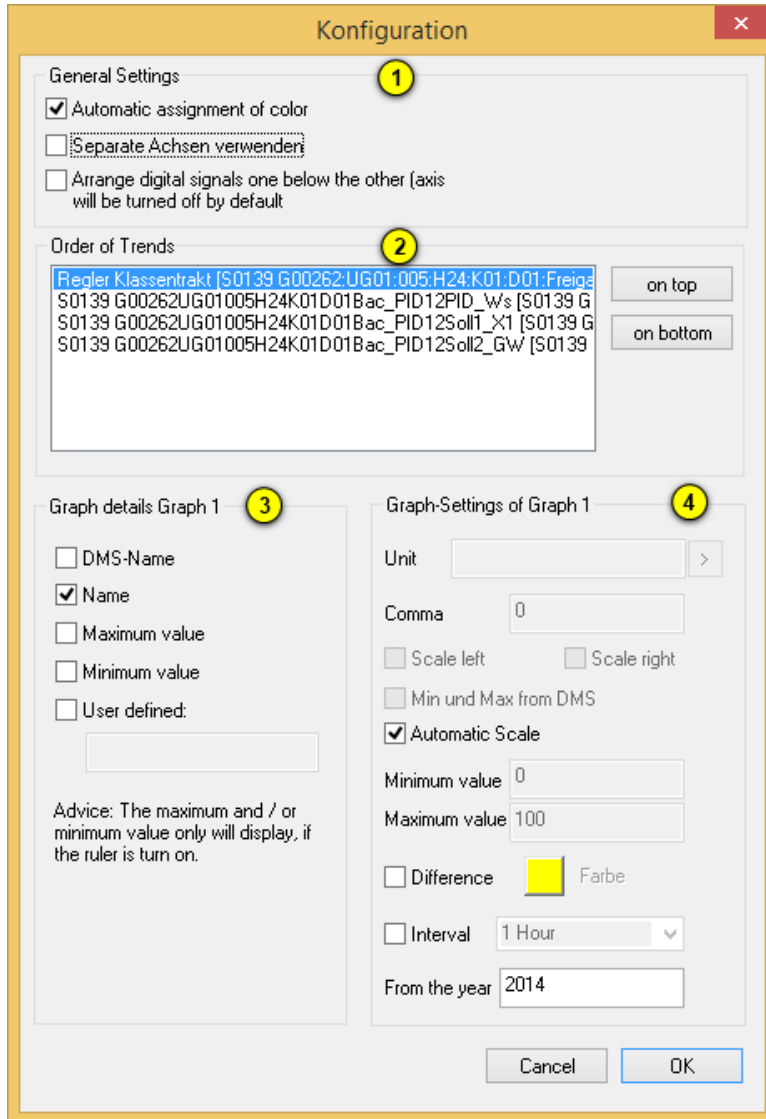 Konfiguration
×
General Settings
1
Automatic assignment of color
Separate Achsen verwenden
Arrange digital signals one below the other (axis
will be turned off by default
Order of Trends
2
Regler Klassentrakt [S0139 G00262:UG01:005:H24:K01:D01:Freiga
S0139 G00262UG01005H24K01D01Bac_PID12PID_Ws [S0139 G
S0139 G00262UG01005H24K01D01Bac_PID12Soll1_X1 [S0139 G
S0139 G00262UG01005H24K01D01Bac_PID12Soll2_GW [S0139
on top
on bottom
Graph details Graph 1
3
DMS-Name
Name
Maximum value
Minimum value
User defined:
Advice: The maximum and / or
minimum value only will display, if
the ruler is turn on.
Graph-Settings of Graph 1
4
Unit
>
Comma 0
Scale left Scale right
Min und Max from DMS
Automatic Scale
Minimum value 0
Maximum value 100
Difference Farbe
Interval 1 Hour
From the year 2014
Cancel OK